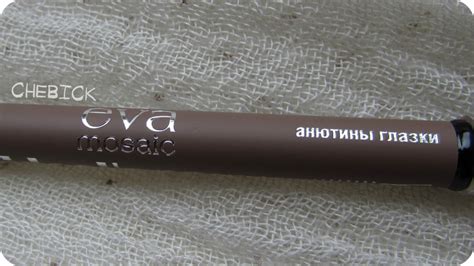 CHEBICK
eva
mosaic
анютины глазки